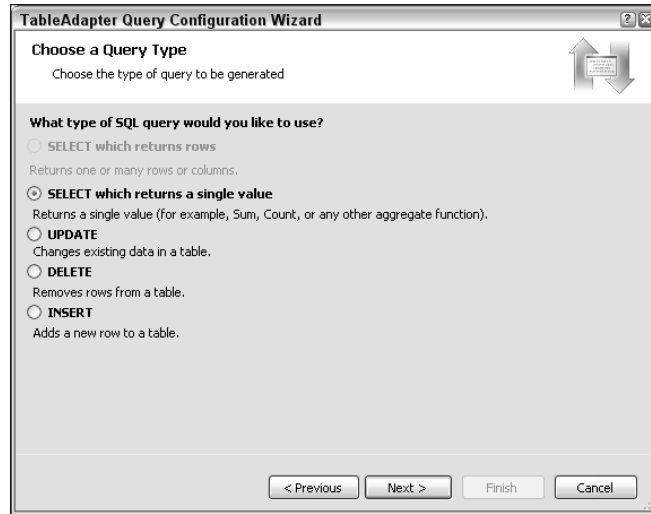 TableAdapter Query Configuration Wizard
Choose a Query Type
Choose the type of query to be generated
What type of SQL query would you like to use?
SELECT which returns rows
Returns one or many rows or columns.
SELECT which returns a single value
Returns a single value (for example, Sum, Count, or any other aggregate function).
UPDATE
Changes existing data in a table.
DELETE
Removes rows from a table.
INSERT
Adds a new row to a table.
< Previous Next > Finish Cancel